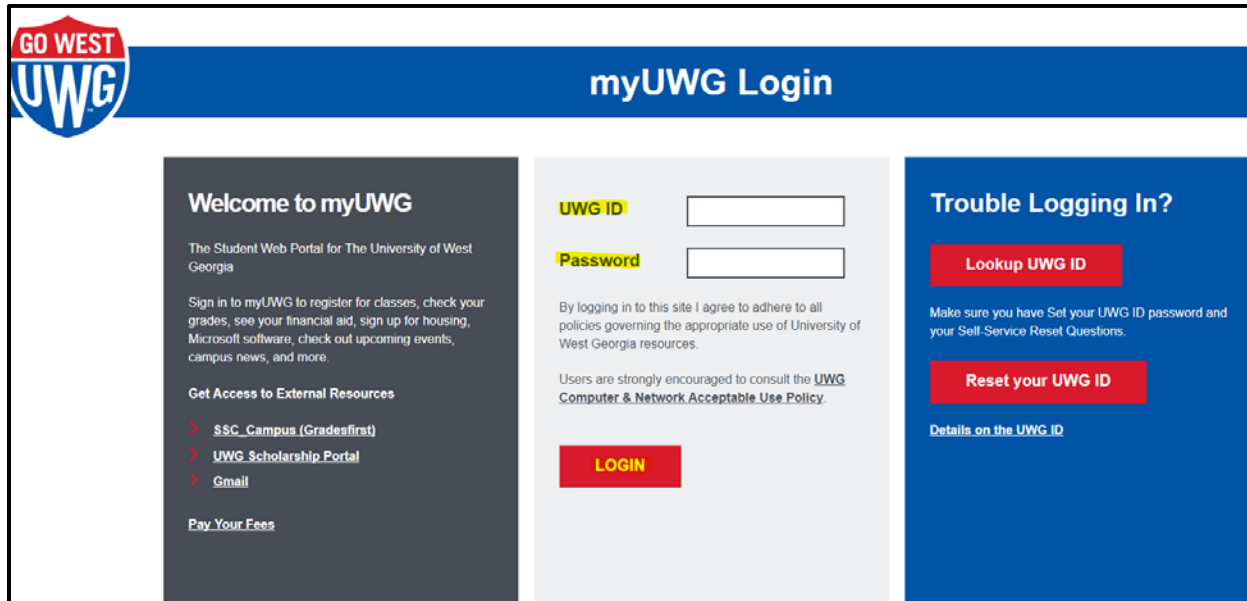 GO WEST
UWG
myUWG Login
Welcome to myUWG
The Student Web Portal for The University of West
Georgia
Sign in to myUWG to register for classes, check your
grades, see your financial aid, sign up for housing,
Microsoft software, check out upcoming events,
campus news, and more.
Get Access to External Resources
SSC_Campus (Gradesfirst)
UWG Scholarship Portal
Gmail
Pay Your Fees
UWG ID
Password
By logging in to this site I agree to adhere to all
policies governing the appropriate use of University of
West Georgia resources.
Users are strongly encouraged to consult the UWG
Computer & Network Acceptable Use Policy.
LOGIN
Trouble Logging In?
Lookup UWG ID
Make sure you have Set your UWG ID password and
your Self-Service Reset Questions.
Reset your UWG ID
Details on the UWG ID